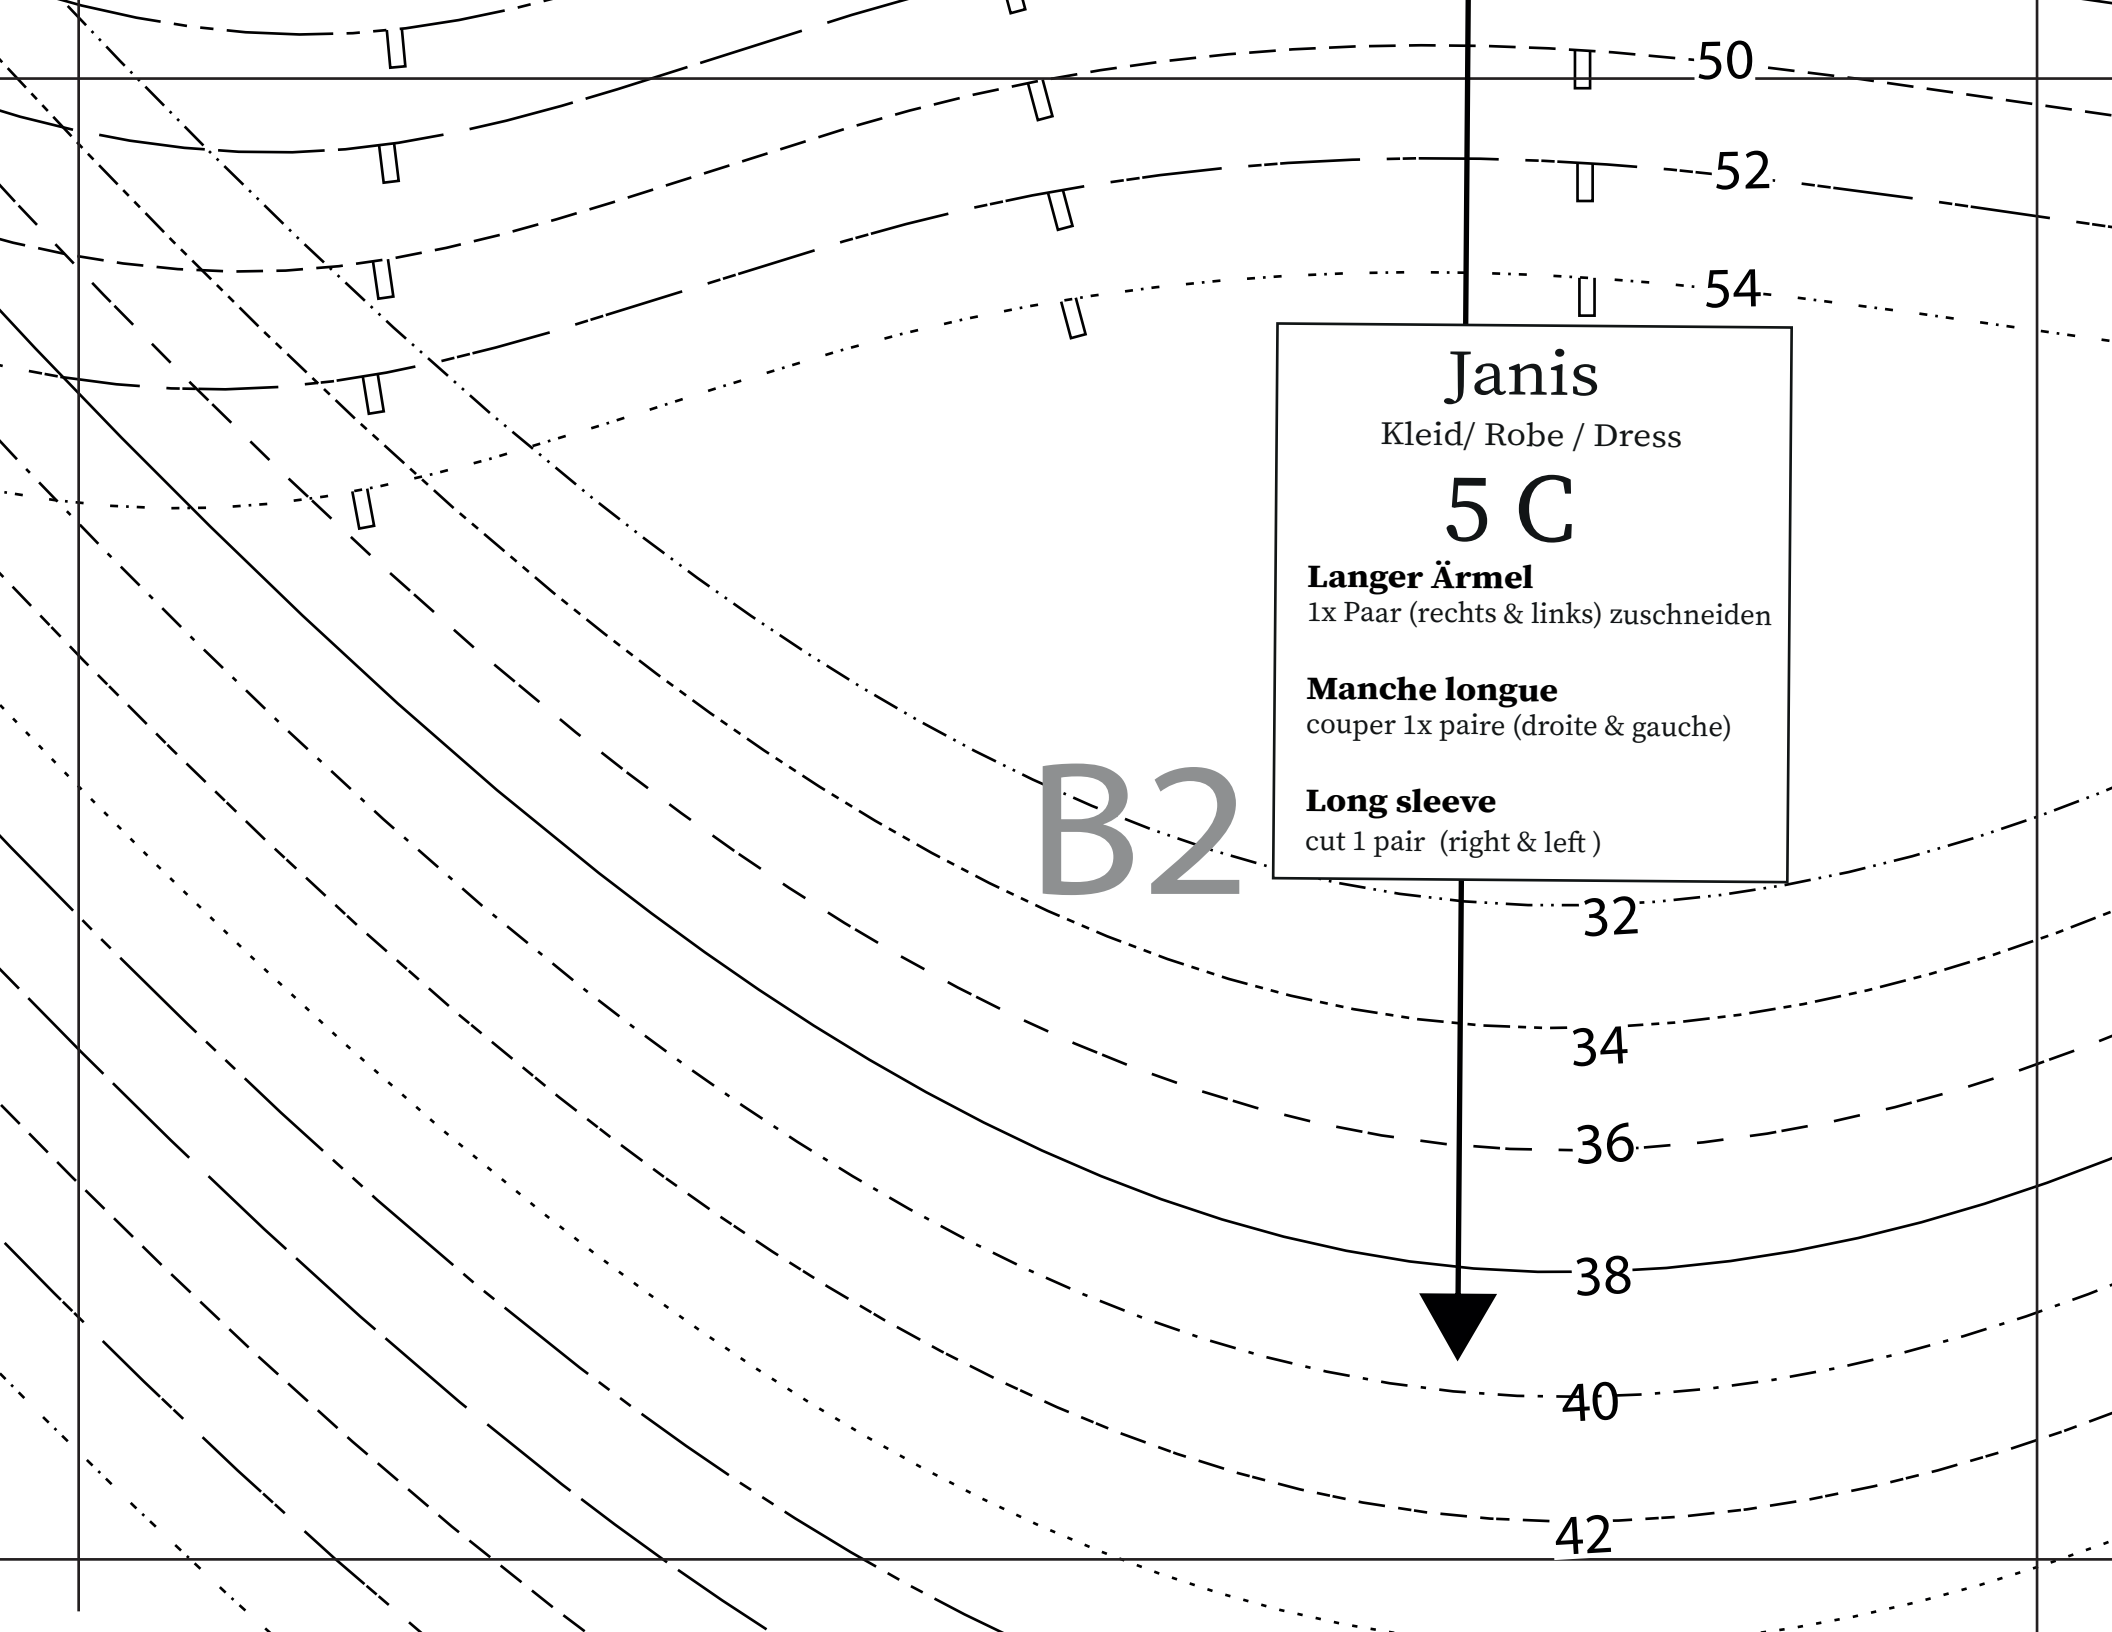 50
52
54
Janis
Kleid/ Robe / Dress
5 C
Langer Ärmel
1x Paar (rechts & links) zuschneiden
Manche longue
couper 1x paire (droite & gauche)
Long sleeve
cut 1 pair (right & left )
B2
32
34
36
38
40
42